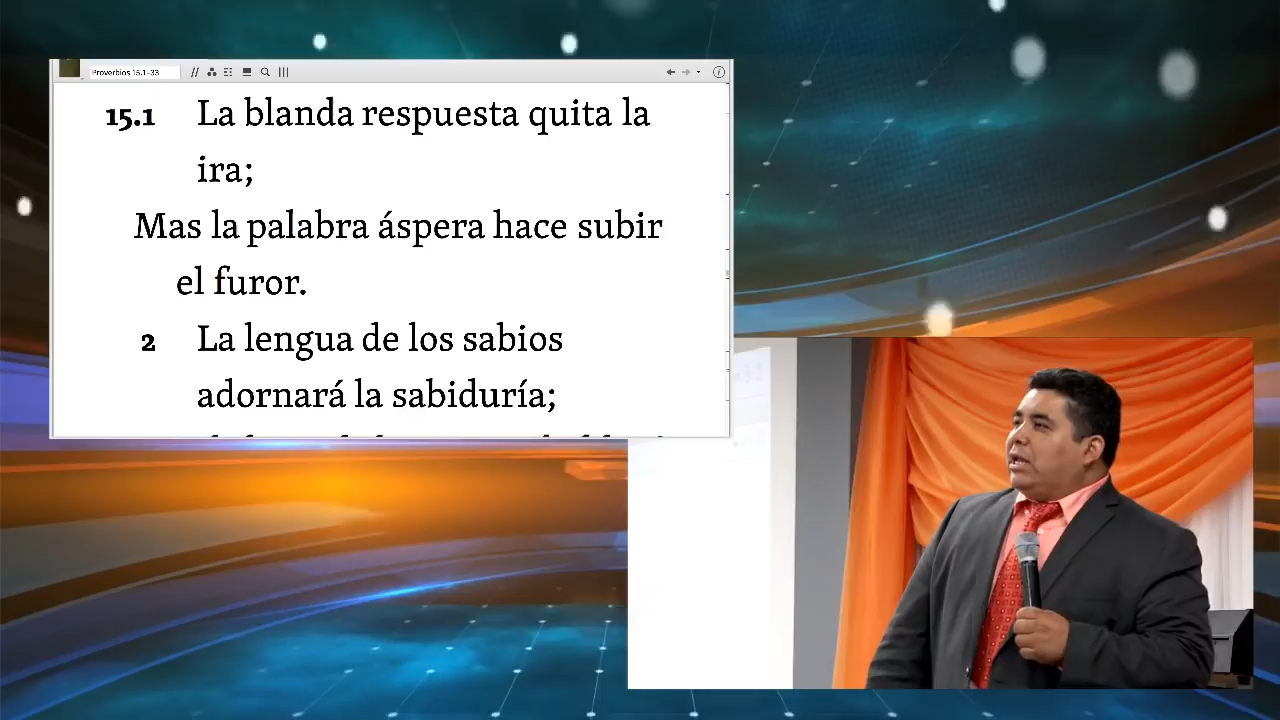 Proverbios 15.1-33
15.1 La blanda respuesta quita la
ira;
Mas la palabra áspera hace subir
el furor.
2 La lengua de los sabios
adornará la sabiduría;